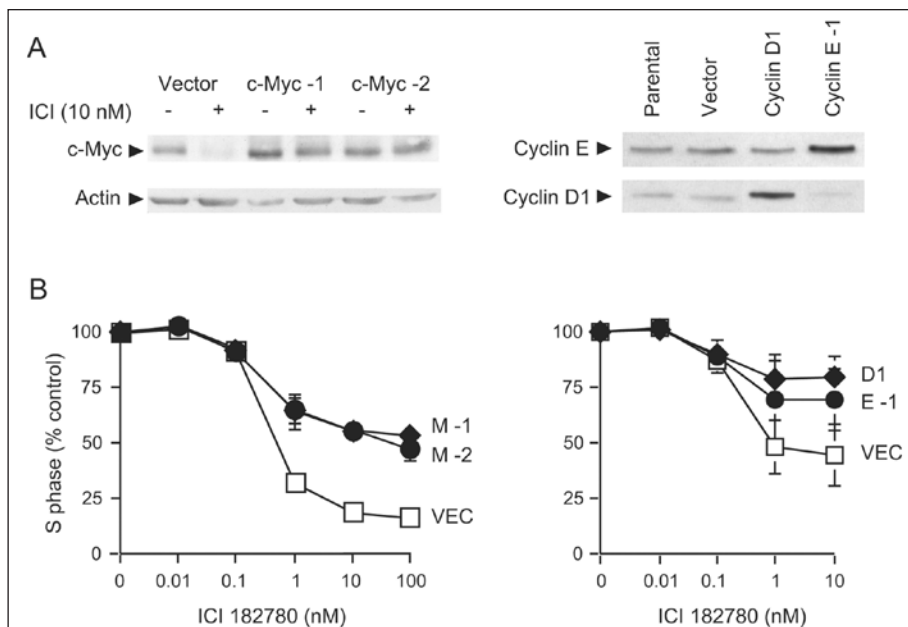 A
Vector c-Myc -1 c-Myc -2
ICI (10 nM) - + - + - +
c-Myc
Actin
Parental
Vector
Cyclin D1
Cyclin E -1
Cyclin E
Cyclin D1
B
S phase (% control)
100
75
50
25
0
M -1
M -2
VEC
0 0.01 0.1 1 10 100
ICI 182780 (nM)
100
75
50
25
0
D1
E -1
VEC
0 0.01 0.1 1 10
ICI 182780 (nM)